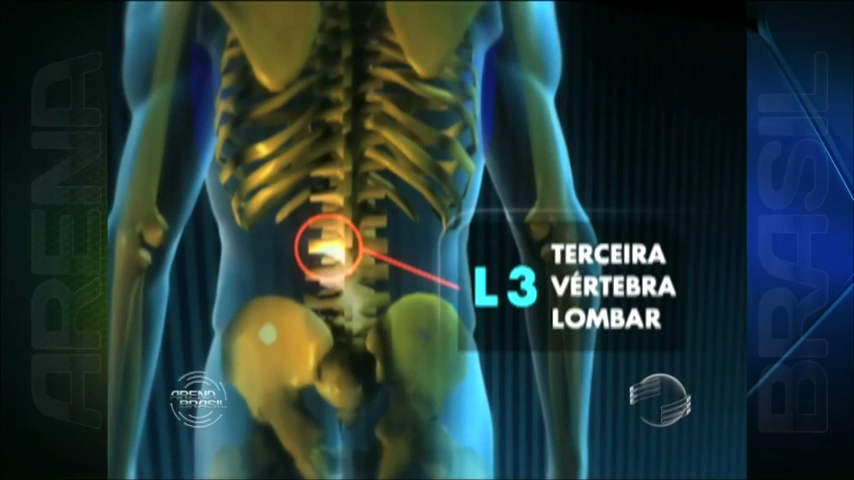 ARENA
BRASIL
L3
TERCEIRA
VÉRTEBRA
LOMBAR
ARENA
BRASIL